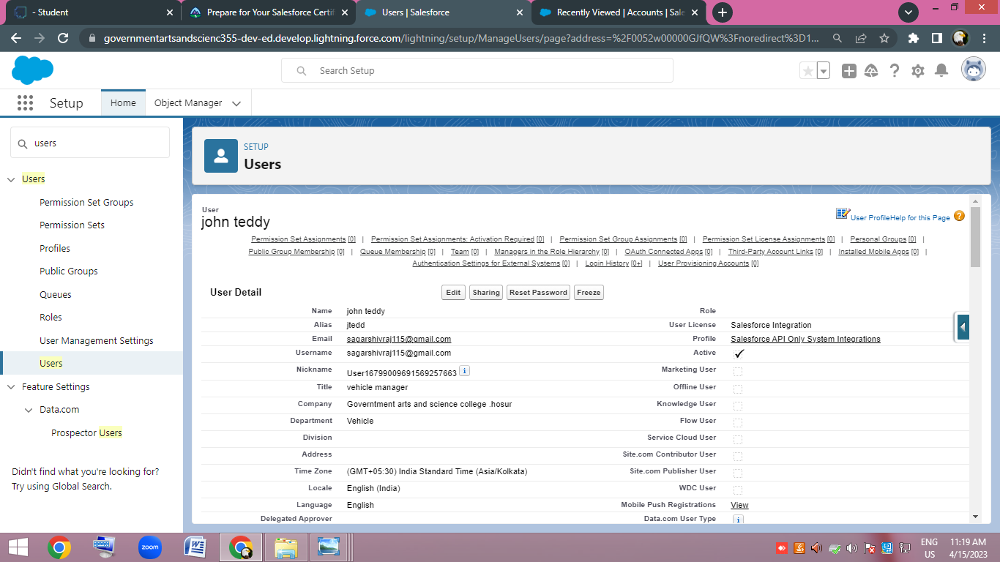 - Student
Prepare for Your Salesforce Certif
Users | Salesforce
Recently Viewed | Accounts | Sale
governmentartsandscienc355-dev-ed.develop.lightning.force.com/lightning/setup/ManageUsers/page?address=%2F0052w00000GJfQW%3Fnoredirect%3D1...
Search Setup
Setup
Home
Object Manager
users
Users
Permission Set Groups
Permission Sets
Profiles
Public Groups
Queues
Roles
User Management Settings
Users
Feature Settings
Data.com
Prospector Users
Didn't find what you're looking for?
Try using Global Search.
SETUP
Users
User
john teddy
User ProfileHelp for this Page
Permission Set Assignments [0] | Permission Set Assignments: Activation Required [0] | Permission Set Group Assignments [0] | Permission Set License Assignments [0] | Personal Groups [0] |
Public Group Membership [0] | Queue Membership [0] | Team [0] | Managers in the Role Hierarchy [0] | OAuth Connected Apps [0] | Third-Party Account Links [0] | Installed Mobile Apps [0] |
Authentication Settings for External Systems [0] | Login History [0+] | User Provisioning Accounts [0]
User Detail
Edit Sharing Reset Password Freeze
Name john teddy Role
Alias jtedd User License Salesforce Integration
Email sagarshivraj115@gmail.com Profile Salesforce API Only System Integrations
Username sagarshivraj115@gmail.com Active
Nickname User16799009691569257663 i Marketing User
Title vehicle manager Offline User
Company Governtment arts and science college .hosur Knowledge User
Department Vehicle Flow User
Division Service Cloud User
Address Site.com Contributor User
Time Zone (GMT+05:30) India Standard Time (Asia/Kolkata) Site.com Publisher User
Locale English (India) WDC User
Language English Mobile Push Registrations View
Delegated Approver Data.com User Type i
zoom
ENG
US
11:19 AM
4/15/2023